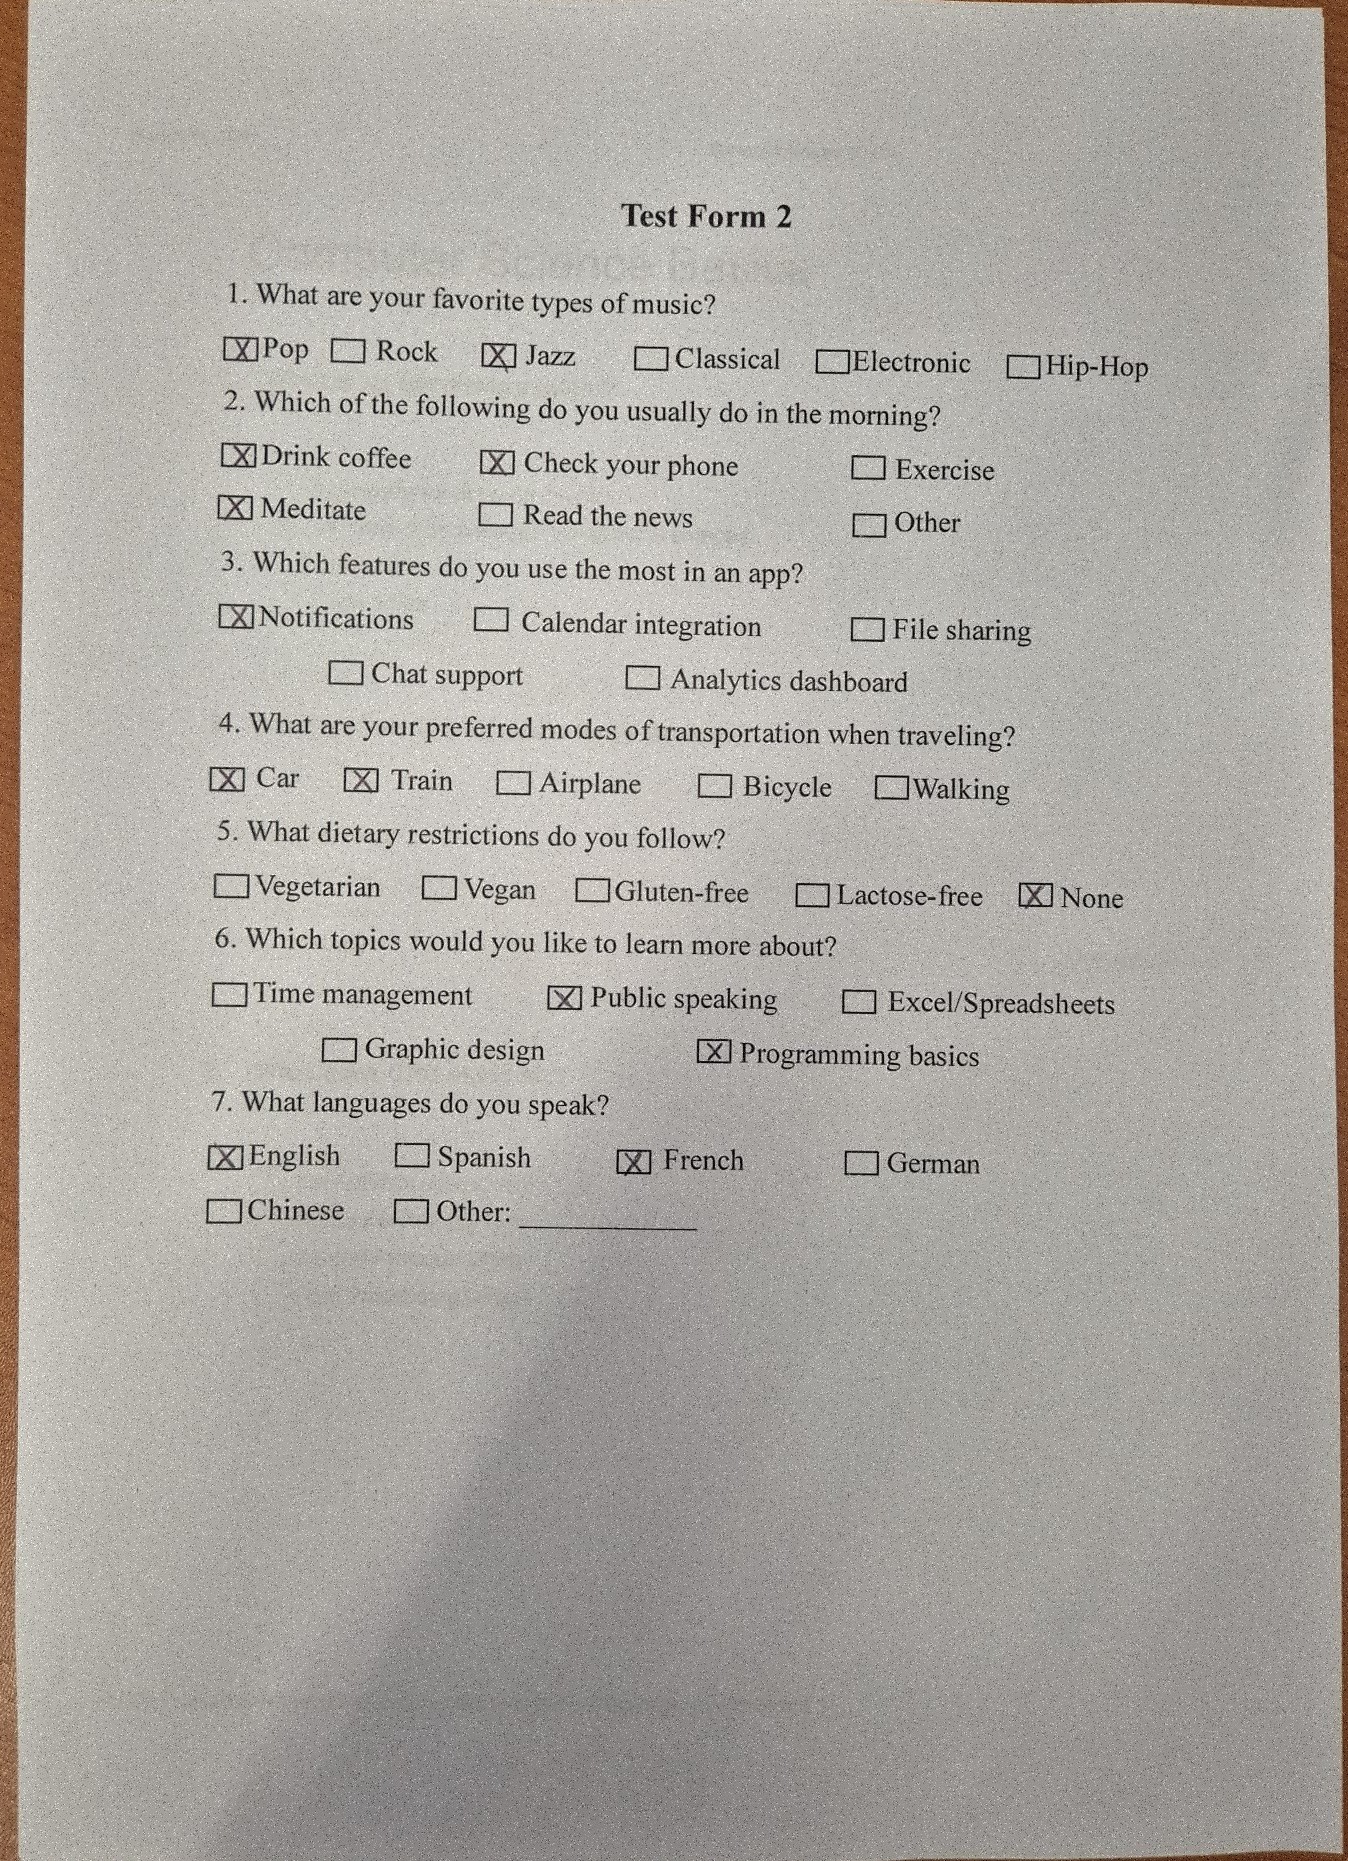 Test Form 2
1. What are your favorite types of music?
☒ Pop ☐ Rock ☒ Jazz ☐ Classical ☐ Electronic ☐ Hip-Hop
2. Which of the following do you usually do in the morning?
☒ Drink coffee ☒ Check your phone ☐ Exercise
☒ Meditate ☐ Read the news ☐ Other
3. Which features do you use the most in an app?
☒ Notifications ☐ Calendar integration ☐ File sharing
☐ Chat support ☐ Analytics dashboard
4. What are your preferred modes of transportation when traveling?
☒ Car ☒ Train ☐ Airplane ☐ Bicycle ☐ Walking
5. What dietary restrictions do you follow?
☐ Vegetarian ☐ Vegan ☐ Gluten-free ☐ Lactose-free ☒ None
6. Which topics would you like to learn more about?
☐ Time management ☒ Public speaking ☐ Excel/Spreadsheets
☐ Graphic design ☒ Programming basics
7. What languages do you speak?
☒ English ☐ Spanish ☒ French ☐ German
☐ Chinese ☐ Other: ____________